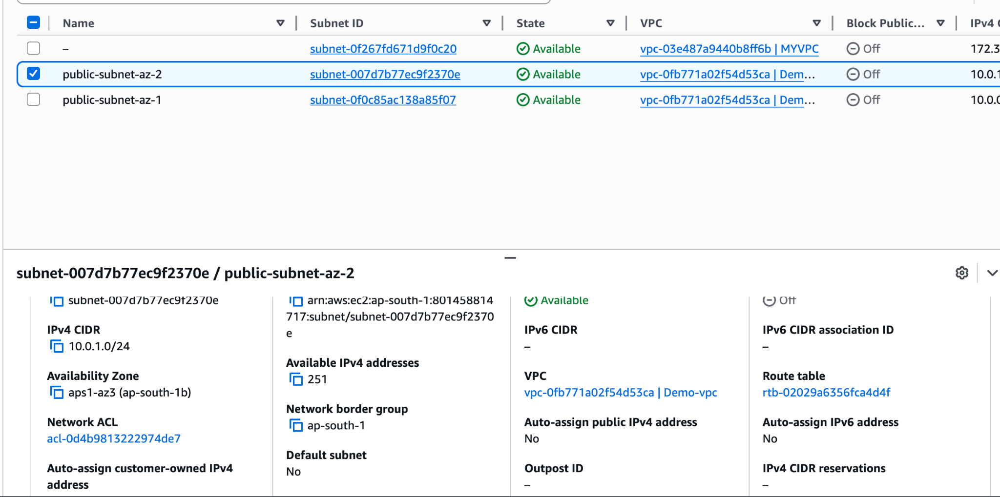 Name Subnet ID State VPC Block Public... IPv4 C
– subnet-0f267fd671d9f0c20 Available vpc-03e487a9440b8ff6b | MYVPC Off 172.3
public-subnet-az-2 subnet-007d7b77ec9f2370e Available vpc-0fb771a02f54d53ca | Dem... Off 10.0.1
public-subnet-az-1 subnet-0f0c85ac138a85f07 Available vpc-0fb771a02f54d53ca | Dem... Off 10.0.0
subnet-007d7b77ec9f2370e / public-subnet-az-2
subnet-007d7b77ec9f2370e
IPv4 CIDR
10.0.1.0/24
Availability Zone
aps1-az3 (ap-south-1b)
Network ACL
acl-0d4b9813222974de7
Auto-assign customer-owned IPv4
address
arn:aws:ec2:ap-south-1:801458814
717:subnet/subnet-007d7b77ec9f2370
e
Available IPv4 addresses
251
Network border group
ap-south-1
Default subnet
No
Available
IPv6 CIDR
–
VPC
vpc-0fb771a02f54d53ca | Demo-vpc
Auto-assign public IPv4 address
No
Outpost ID
–
Off
IPv6 CIDR association ID
–
Route table
rtb-02029a6356fca4d4f
Auto-assign IPv6 address
No
IPv4 CIDR reservations
–